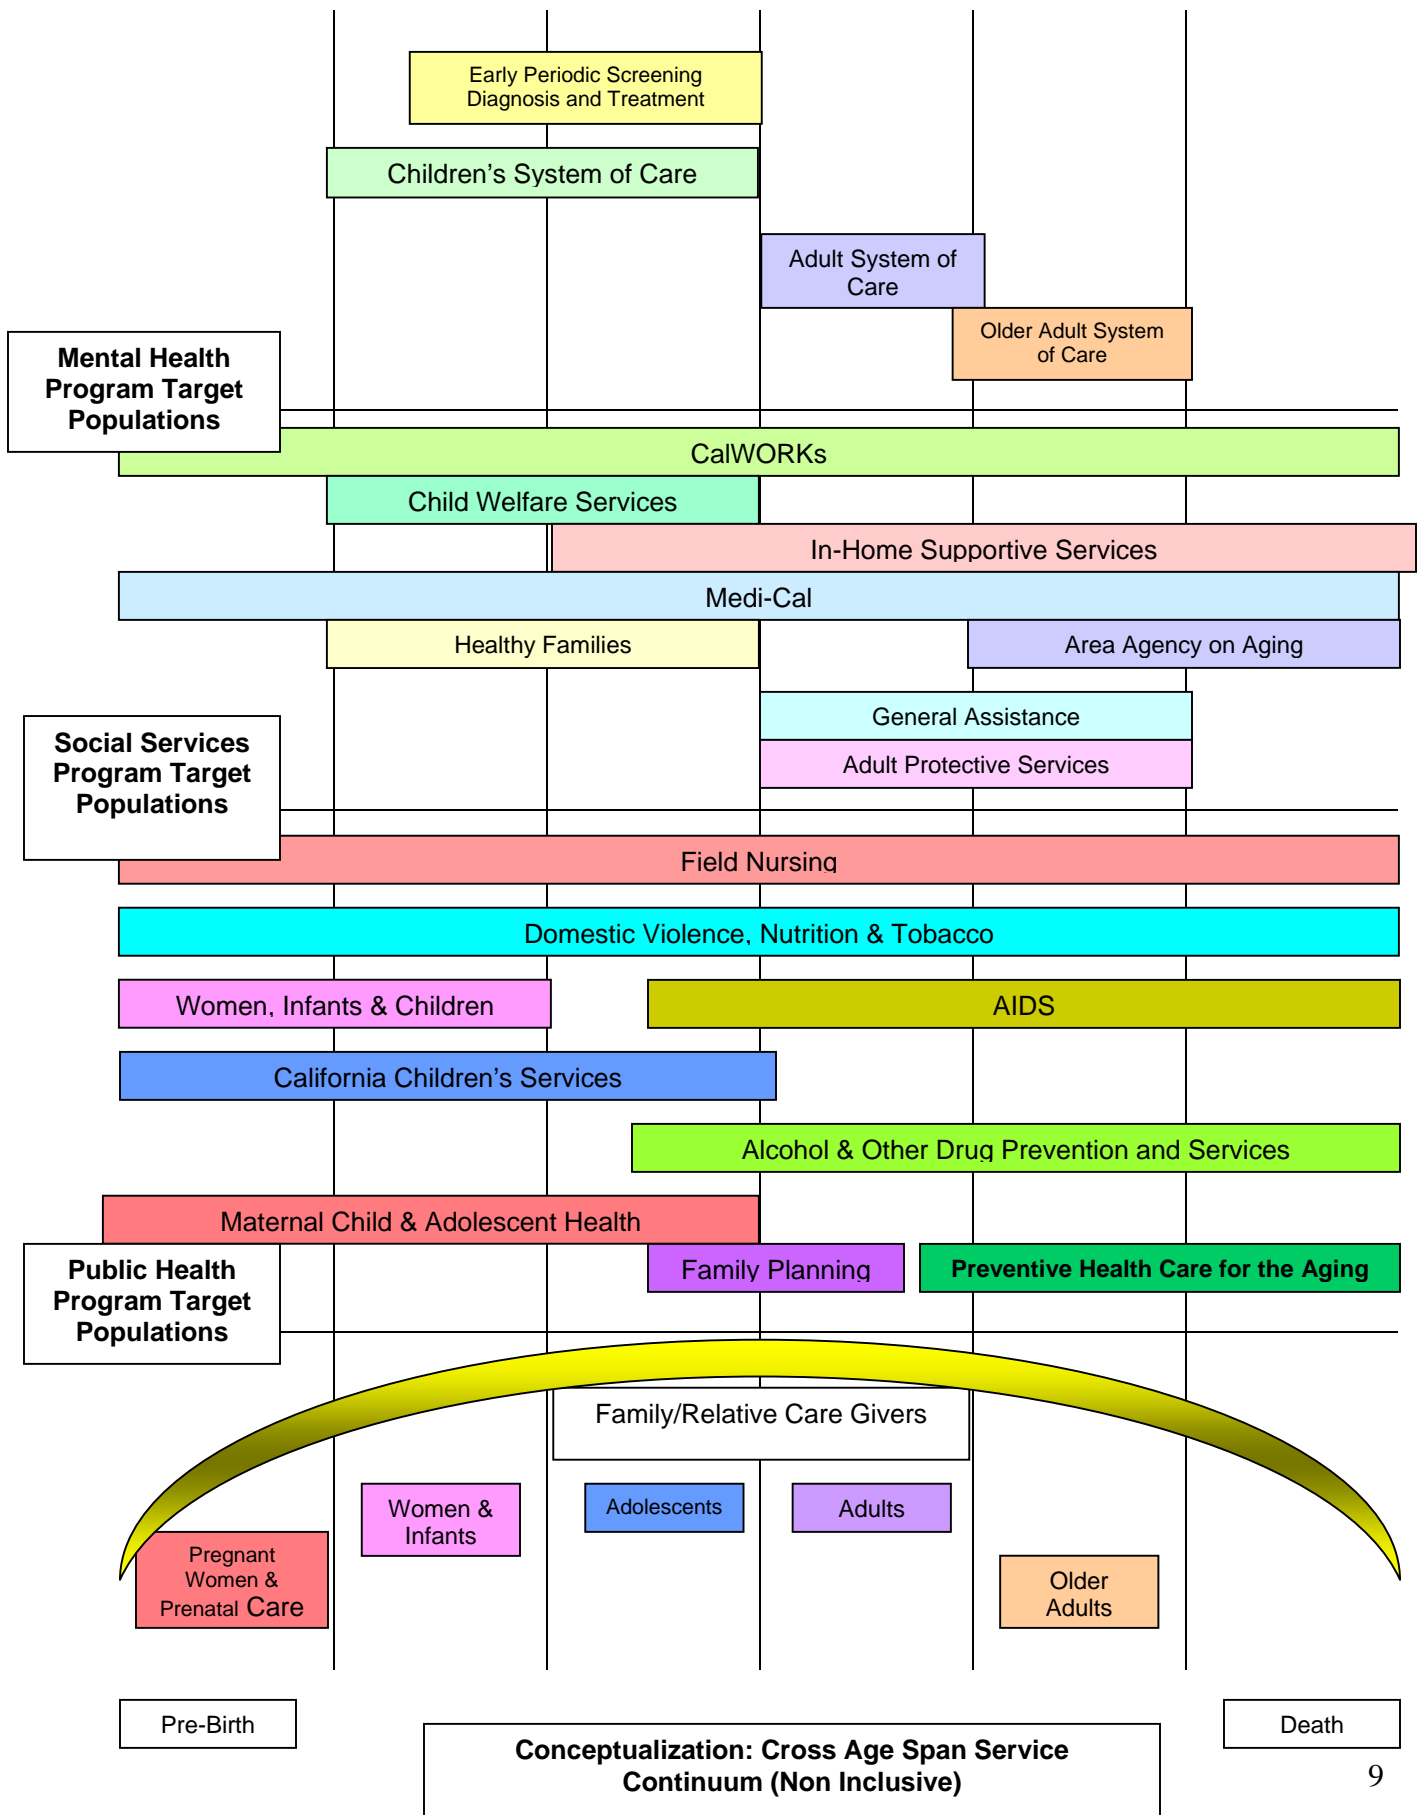 Early Periodic Screening
Diagnosis and Treatment
Children’s System of Care
Adult System of
Care
Older Adult System
of Care
Mental Health
Program Target
Populations
CalWORKs
Child Welfare Services
In-Home Supportive Services
Medi-Cal
Healthy Families
Area Agency on Aging
General Assistance
Social Services
Program Target
Populations
Adult Protective Services
Field Nursing
Domestic Violence, Nutrition & Tobacco
Women, Infants & Children
AIDS
California Children’s Services
Alcohol & Other Drug Prevention and Services
Maternal Child & Adolescent Health
Public Health
Program Target
Populations
Family Planning
Preventive Health Care for the Aging
Family/Relative Care Givers
Women &
Infants
Adolescents
Adults
Pregnant
Women &
Prenatal Care
Older
Adults
Pre-Birth
Death
Conceptualization: Cross Age Span Service
Continuum (Non Inclusive)
9